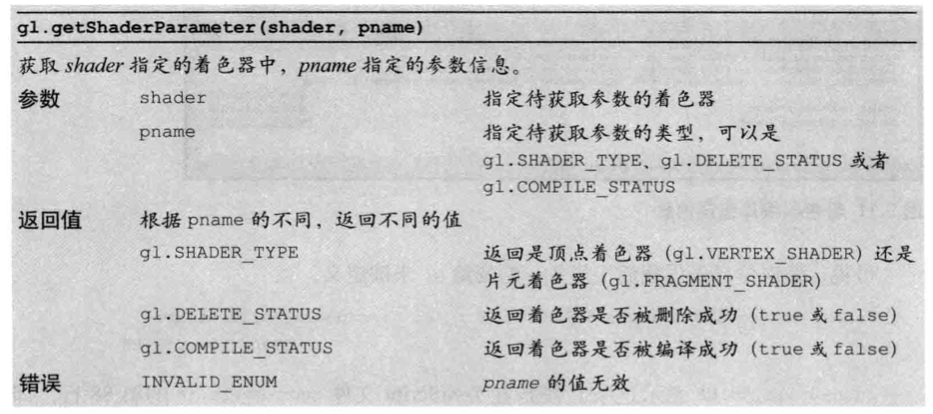 gl.getShaderParameter(shader, pname)
获取 shader 指定的着色器中，pname 指定的参数信息。
参数 shader 指定待获取参数的着色器
pname 指定待获取参数的类型，可以是
gl.SHADER_TYPE、gl.DELETE_STATUS 或者
gl.COMPILE_STATUS
返回值 根据 pname 的不同，返回不同的值
gl.SHADER_TYPE 返回是顶点着色器（gl.VERTEX_SHADER）还是
片元着色器（gl.FRAGMENT_SHADER）
gl.DELETE_STATUS 返回着色器是否被删除成功（true 或 false）
gl.COMPILE_STATUS 返回着色器是否被编译成功（true 或 false）
错误 INVALID_ENUM pname 的值无效